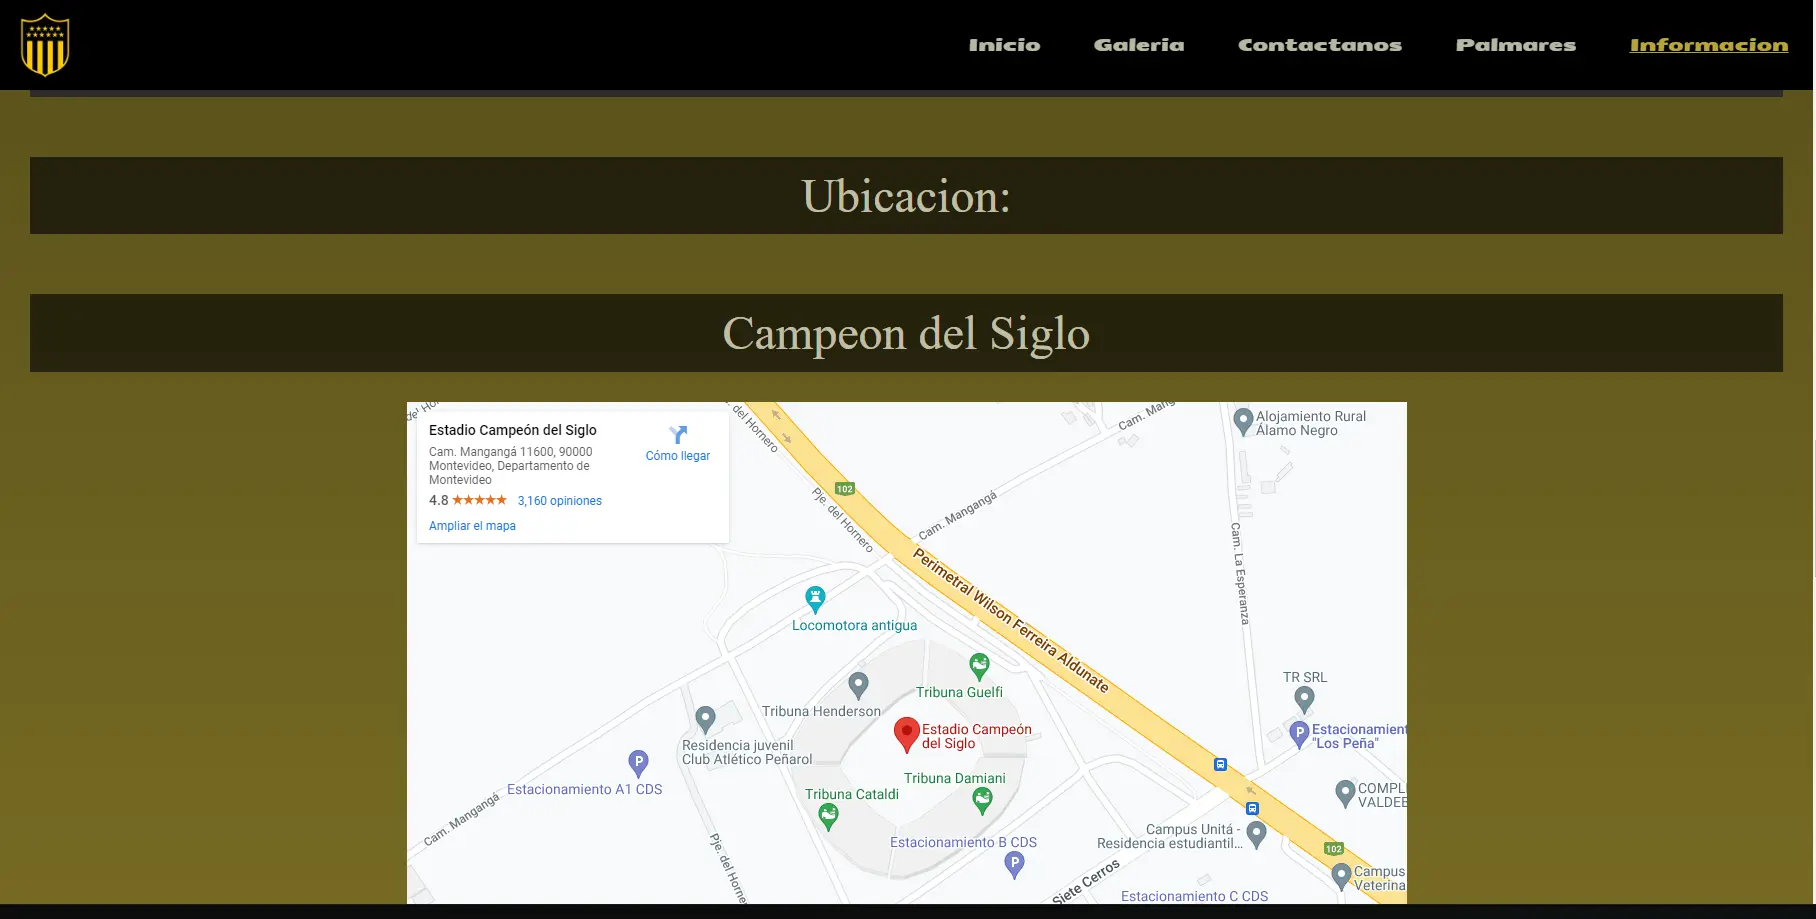 Inicio
Galeria
Contactanos
Palmares
Informacion
Ubicacion:
Campeon del Siglo
Estadio Campeón del Siglo
Cam. Mangangá 11600, 90000
Montevideo, Departamento de
Montevideo
4.8 ★★★★★ 3,160 opiniones
Ampliar el mapa
Cómo llegar
del Hornero
Cam. Mang
Alojamiento Rural
Álamo Negro
102
Pje. del Hornero
Cam. Mangangá
Cam. La Esperanza
Perimetral Wilson Ferreira Aldunate
Locomotora antigua
Tribuna Guelfi
TR SRL
Tribuna Henderson
Estadio Campeón
del Siglo
Estacionamient
"Los Peña"
Residencia juvenil
Club Atlético Peñarol
P
P
Tribuna Damiani
Estacionamiento A1 CDS
Tribuna Cataldi
COMPL
VALDEE
Cam. Mangangá
Campus Unitá -
Residencia estudiantil...
Estacionamiento B CDS
P
102
Pje. del Horne
Siete Cerros
Campus
Veterina
Estacionamiento C CDS